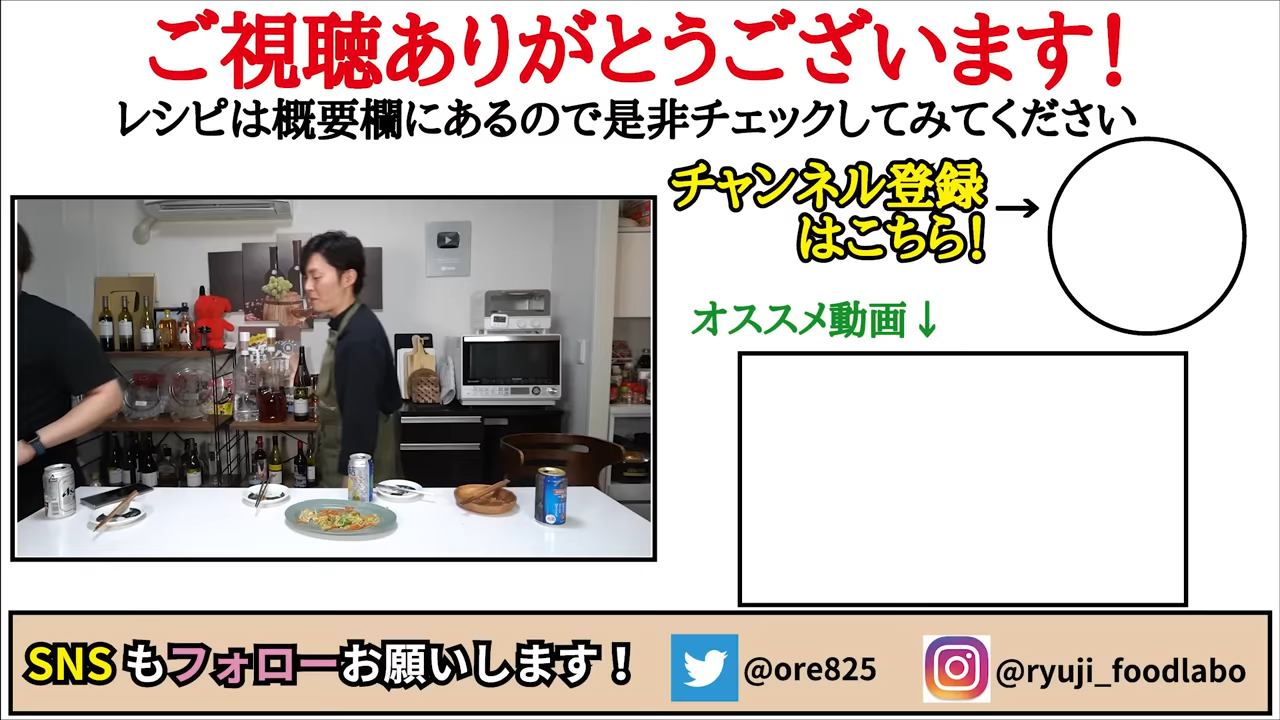 ご視聴ありがとうございます！
レシピは概要欄にあるので是非チェックしてみてください
チャンネル登録
はこちら！
→
オススメ動画↓
SNSもフォローお願いします！
@ore825
@ryuji_foodlabo